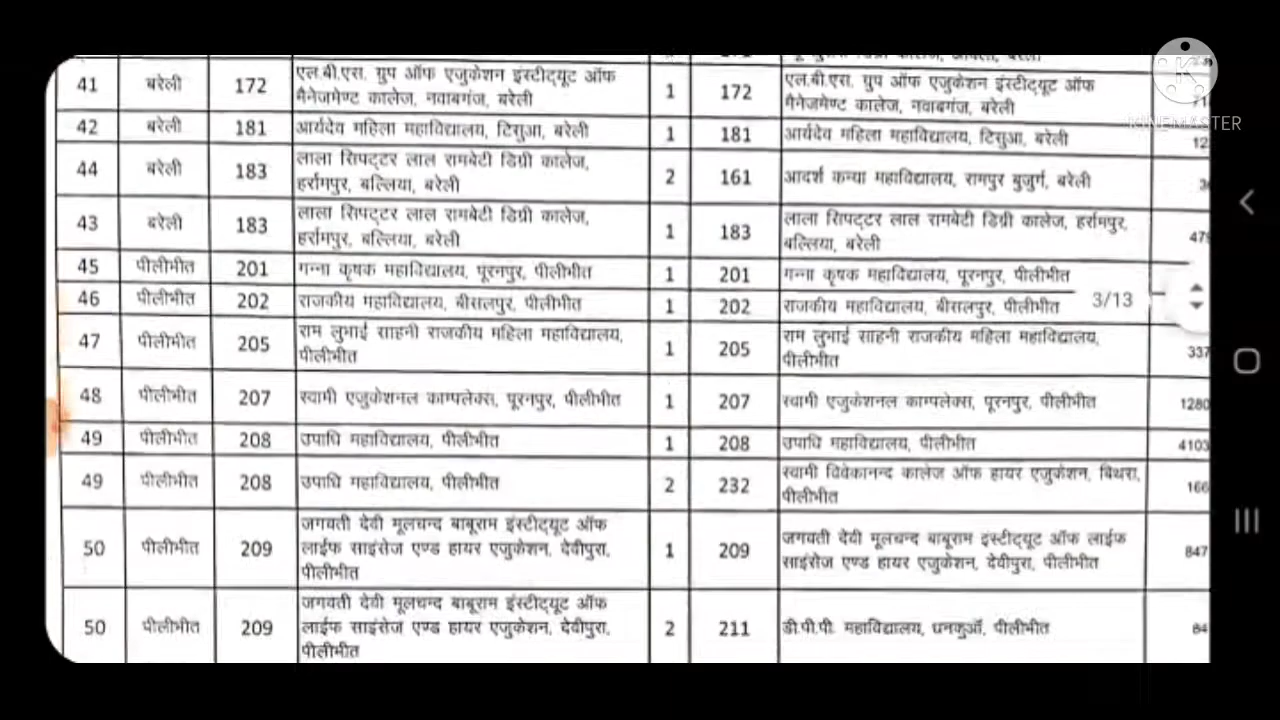 41 बरेली 172 एल.बी.एस. ग्रुप ऑफ एजुकेशन इंस्टीट्यूट ऑफ 1 172 एल.बी.एस. ग्रुप ऑफ एजुकेशन इंस्टीट्यूट ऑफ
मैनेजमेण्ट कालेज, नवाबगंज, बरेली मैनेजमेण्ट कालेज, नवाबगंज, बरेली
KINEMASTER
42 बरेली 181 आर्यदेव महिला महाविद्यालय, टिसुआ, बरेली 1 181 आर्यदेव महिला महाविद्यालय, टिसुआ, बरेली 12
44 बरेली 183 लाला सिपट्टर लाल रामबेटी डिग्री कालेज, 2 161 आदर्श कन्या महाविद्यालय, रामपुर बुजुर्ग, बरेली
हर्रामपुर, बल्लिया, बरेली
43 बरेली 183 लाला सिपट्टर लाल रामबेटी डिग्री कालेज, 1 183 लाला सिपट्टर लाल रामबेटी डिग्री कालेज, हर्रामपुर, 479
हर्रामपुर, बल्लिया, बरेली बल्लिया, बरेली
45 पीलीभीत 201 गन्ना कृषक महाविद्यालय, पूरनपुर, पीलीभीत 1 201 गन्ना कृषक महाविद्यालय, पूरनपुर, पीलीभीत
46 पीलीभीत 202 राजकीय महाविद्यालय, बीसलपुर, पीलीभीत 1 202 राजकीय महाविद्यालय, बीसलपुर, पीलीभीत 3/13
47 पीलीभीत 205 राम लुभाई साहनी राजकीय महिला महाविद्यालय, 1 205 राम लुभाई साहनी राजकीय महिला महाविद्यालय, 337
पीलीभीत पीलीभीत
48 पीलीभीत 207 स्वामी एजुकेशनल काम्पलेक्स, पूरनपुर, पीलीभीत 1 207 स्वामी एजुकेशनल काम्पलेक्स, पूरनपुर, पीलीभीत 1280
49 पीलीभीत 208 उपाधि महाविद्यालय, पीलीभीत 1 208 उपाधि महाविद्यालय, पीलीभीत 4103
49 पीलीभीत 208 उपाधि महाविद्यालय, पीलीभीत 2 232 स्वामी विवेकानन्द कालेज ऑफ हायर एजुकेशन, बिथरा, 166
पीलीभीत
50 पीलीभीत 209 जगवती देवी मूलचन्द बाबूराम इंस्टीट्यूट ऑफ 1 209 जगवती देवी मूलचन्द बाबूराम इंस्टीट्यूट ऑफ लाईफ 847
लाईफ साइंसेज एण्ड हायर एजुकेशन, देवीपुरा, साइंसेज एण्ड हायर एजुकेशन, देवीपुरा, पीलीभीत
पीलीभीत
50 पीलीभीत 209 जगवती देवी मूलचन्द बाबूराम इंस्टीट्यूट ऑफ 2 211 डी.पी.पी. महाविद्यालय, धनकुऑ, पीलीभीत
लाईफ साइंसेज एण्ड हायर एजुकेशन, देवीपुरा,
पीलीभीत